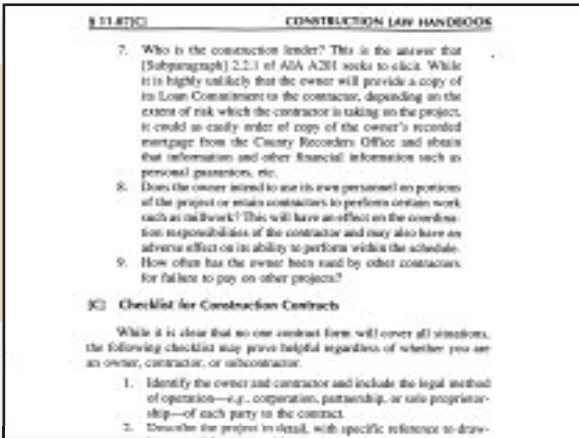 § 11.07[C] CONSTRUCTION LAW HANDBOOK
7. Who is the construction lender? This is the answer that
[Subparagraph] 2.2.1 of AIA A201 seeks to elicit. While
it is highly unlikely that the owner will provide a copy of
its Loan Commitment to the contractor, depending on the
extent of risk which the contractor is taking on the project,
it could as easily order of copy of the owner's recorded
mortgage from the County Recorders Office and obtain
that information and other financial information such as
personal guarantors, etc.
8. Does the owner intend to use its own personnel on portions
of the project or retain contractors to perform certain work
such as millwork? This will have an effect on the coordina-
tion responsibilities of the contractor and may also have an
adverse effect on its ability to perform within the schedule.
9. How often has the owner been sued by other contractors
for failure to pay on other projects?
[C] Checklist for Construction Contracts
While it is clear that no one contract form will cover all situations,
the following checklist may prove helpful regardless of whether you are
an owner, contractor, or subcontractor.
1. Identify the owner and contractor and include the legal method
of operation—e.g., corporation, partnership, or sole proprietor-
ship—of each party to the contract.
2. Describe the project in detail, with specific reference to draw-